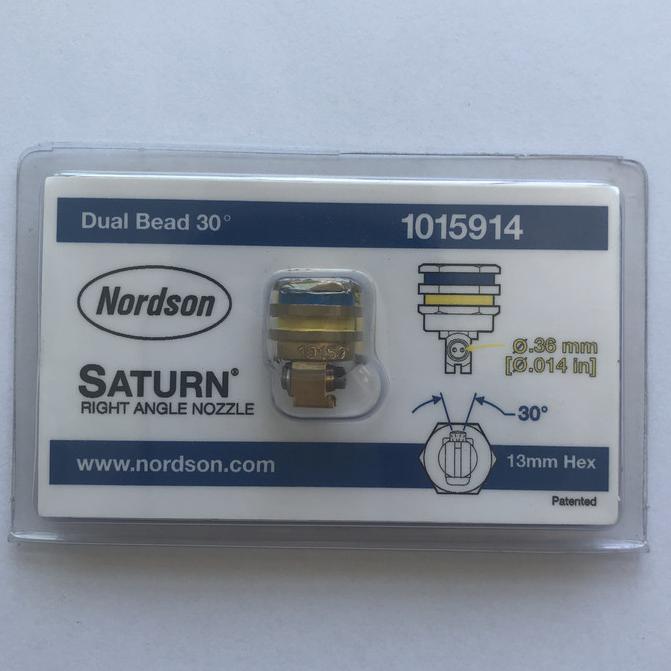 Dual Bead 30°
1015914
Nordson
SATURN®
RIGHT ANGLE NOZZLE
Ø.36 mm
[Ø.014 in]
30°
www.nordson.com
13mm Hex
Patented